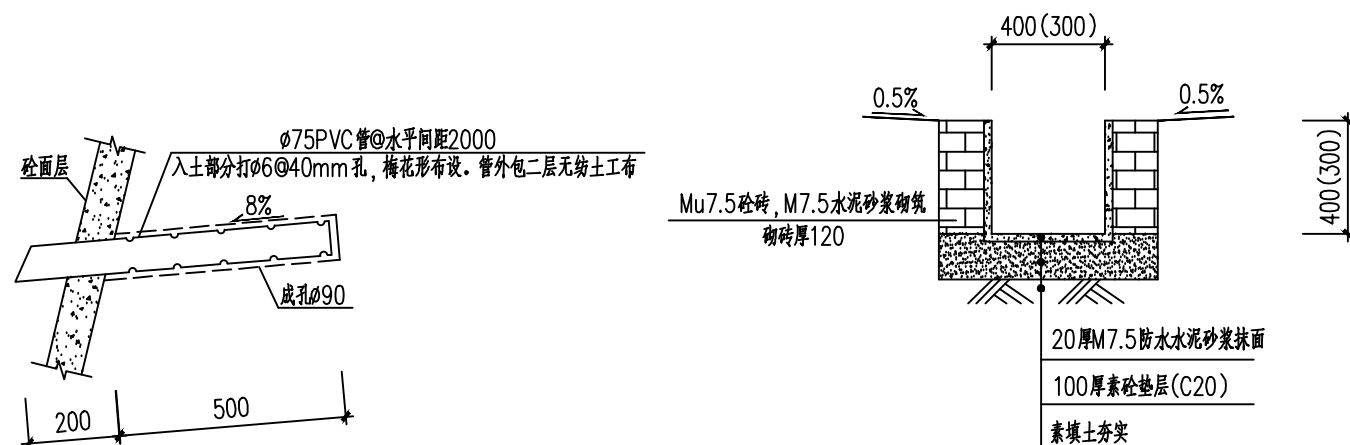 φ75PVC管@水平间距2000
入土部分打φ6@40mm孔,梅花形布设。管外包二层无纺土工布
砼面层
8%
成孔φ90
200
500
400(300)
0.5%
0.5%
400(300)
Mu7.5砼砖,M7.5水泥砂浆砌筑
砌砖厚120
20厚M7.5防水水泥砂浆抹面
100厚素砼垫层(C20)
素填土夯实